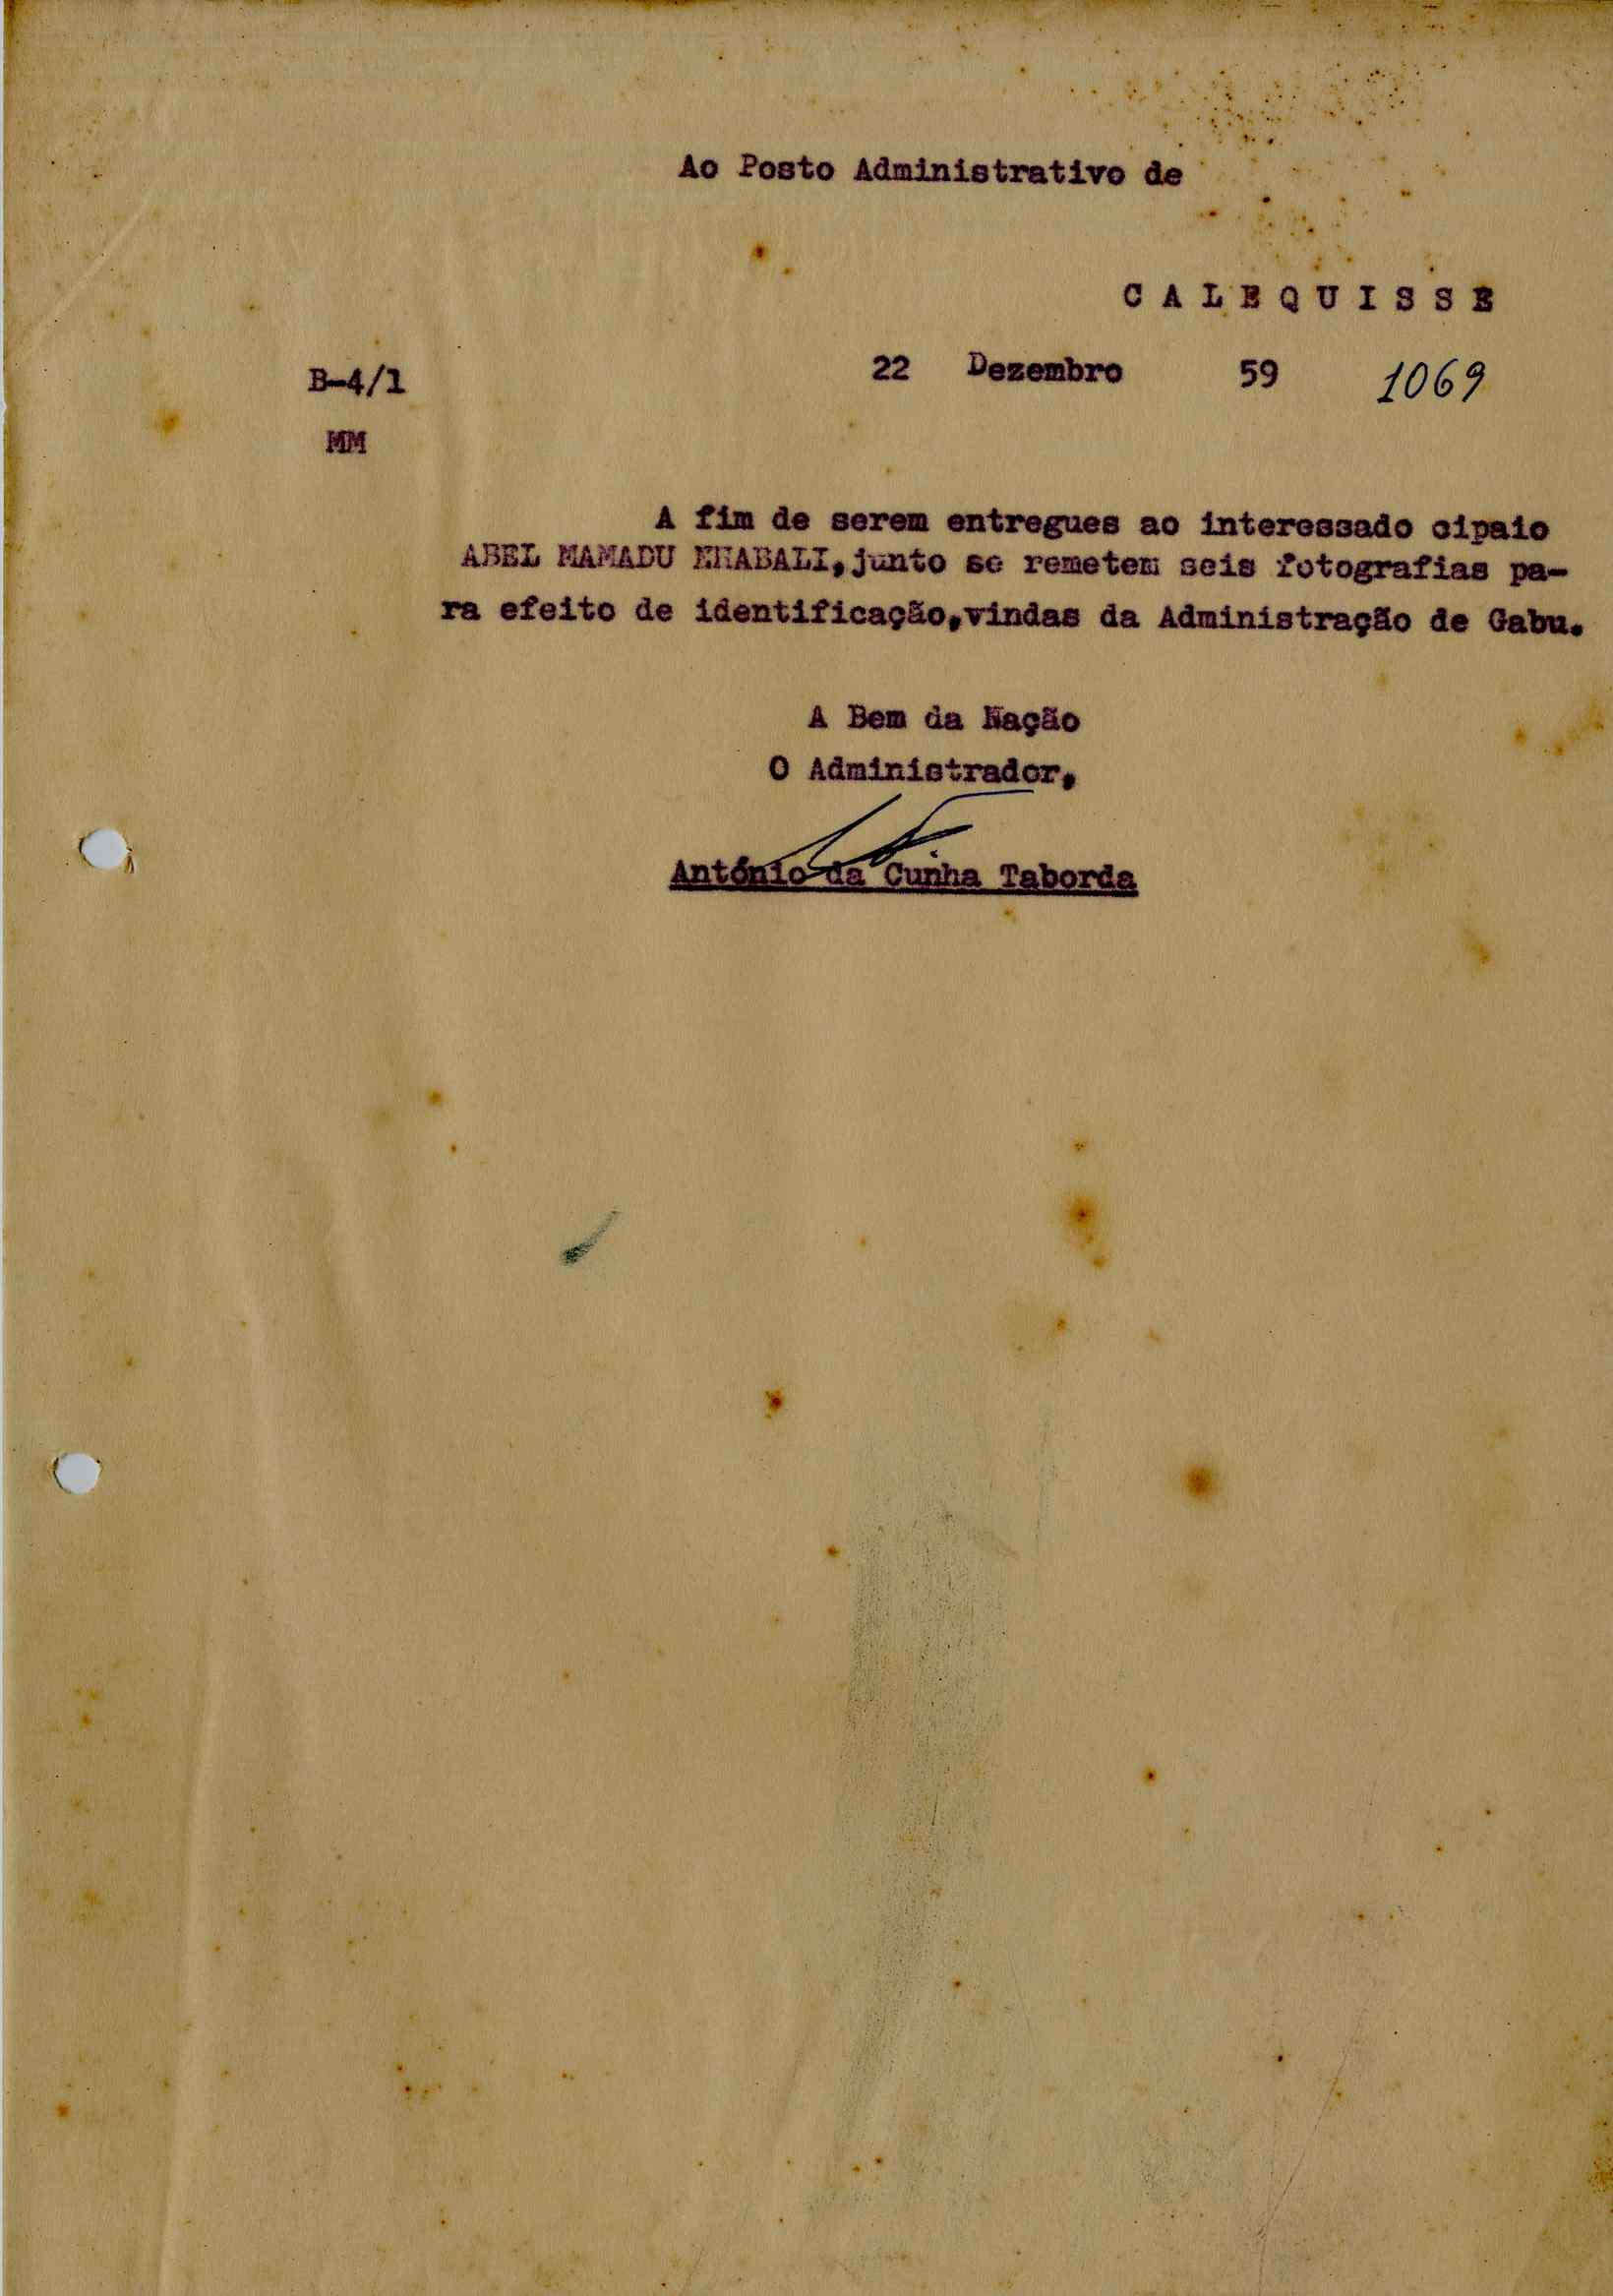 Ao Posto Administrativo de
C A L E Q U I S S E
B-4/1 22 Dezembro 59 1069
MM
A fim de serem entregues ao interessado cipaio
ABEL MAMADU, junto se remetem seis fotografias pa-
ra efeito de identificação,vindas da Administração de Gabu.
A Bem da Nação
O Administrador,
António da Cunha Taborda